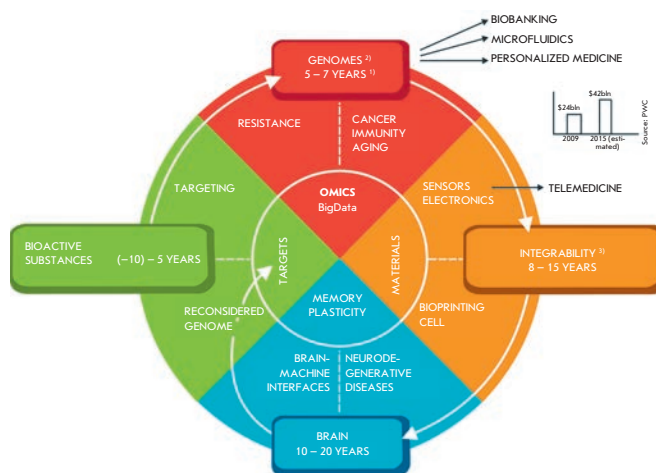 BIOBANKING
MICROFLUIDICS
PERSONALIZED MEDICINE
GENOMES 2)
5 – 7 YEARS 1)
RESISTANCE
CANCER
IMMUNITY
AGING
$24bln
$42bln
2009
2015 (esti-
mated)
Source: PWC
TARGETING
OMICS
BigData
SENSORS
ELECTRONICS
TELEMEDICINE
BIOACTIVE
SUBSTANCES
(–10) – 5 YEARS
TARGETS
MATERIALS
INTEGRABILITY 3)
8 – 15 YEARS
RECONSIDERED
GENOME
MEMORY
PLASTICITY
BIOPRINTING
CELL
BRAIN-
MACHINE
INTERFACES
NEURODE-
GENERATIVE
DISEASES
BRAIN
10 – 20 YEARS